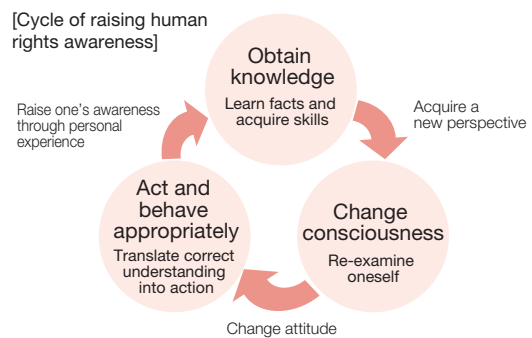 [Cycle of raising human
rights awareness]
Obtain
knowledge
Learn facts and
acquire skills
Acquire a
new perspective
Change
consciousness
Re-examine
oneself
Change attitude
Act and
behave
appropriately
Translate correct
understanding
into action
Raise one's awareness
through personal
experience